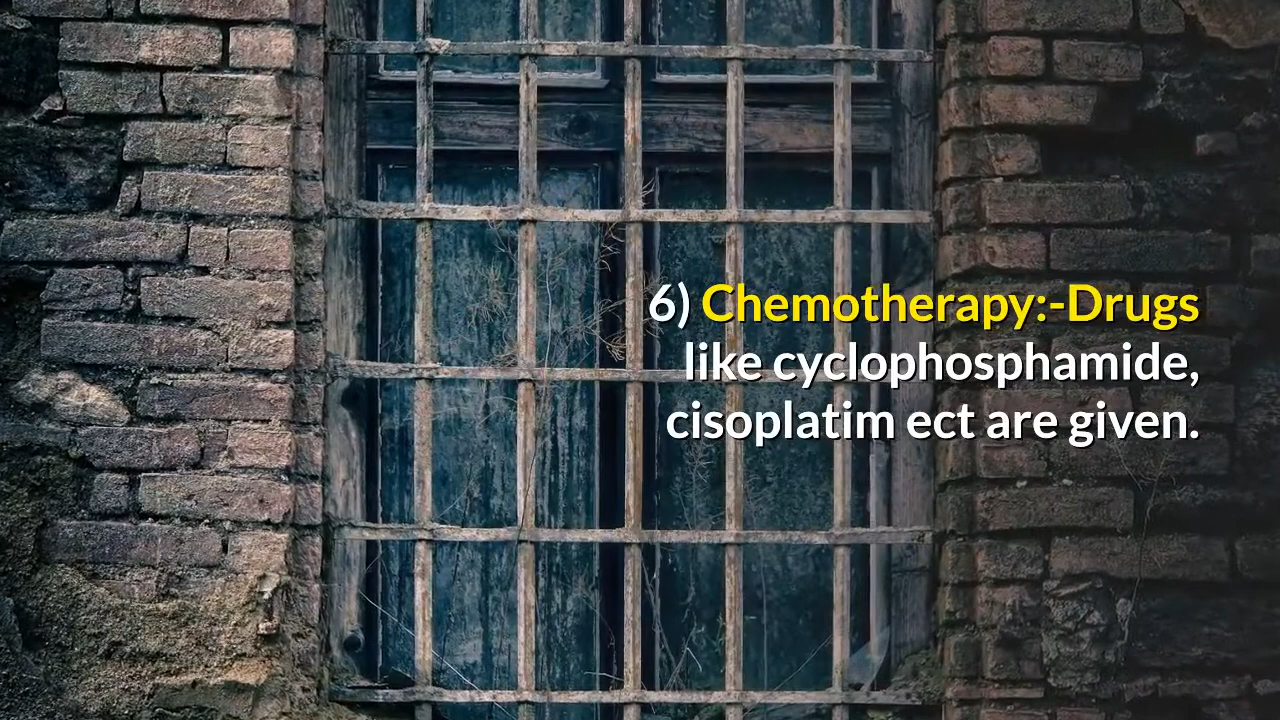 6) Chemotherapy:-Drugs
like cyclophosphamide,
cisoplatim ect are given.